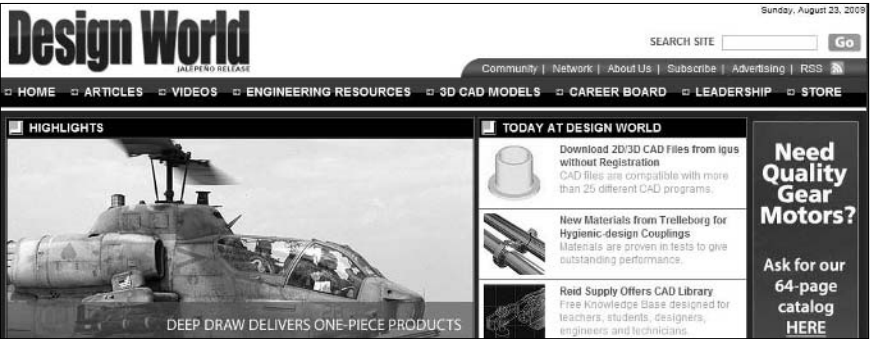 Sunday, August 23, 2009
Design World
JALEPEÑO RELEASE
SEARCH SITE Go
Community | Network | About Us | Subscribe | Advertising | RSS
HOME ARTICLES VIDEOS ENGINEERING RESOURCES 3D CAD MODELS CAREER BOARD LEADERSHIP STORE
HIGHLIGHTS
DEEP DRAW DELIVERS ONE-PIECE PRODUCTS
TODAY AT DESIGN WORLD
Download 2D/3D CAD Files from igus
without Registration
CAD files are compatible with more
than 25 different CAD programs.
New Materials from Trelleborg for
Hygienic-design Couplings
Materials are proven in tests to give
outstanding performance.
Reid Supply Offers CAD Library
Free Knowledge Base designed for
teachers, students, designers,
engineers and technicians.
Need
Quality
Gear
Motors?
Ask for our
64-page
catalog
HERE